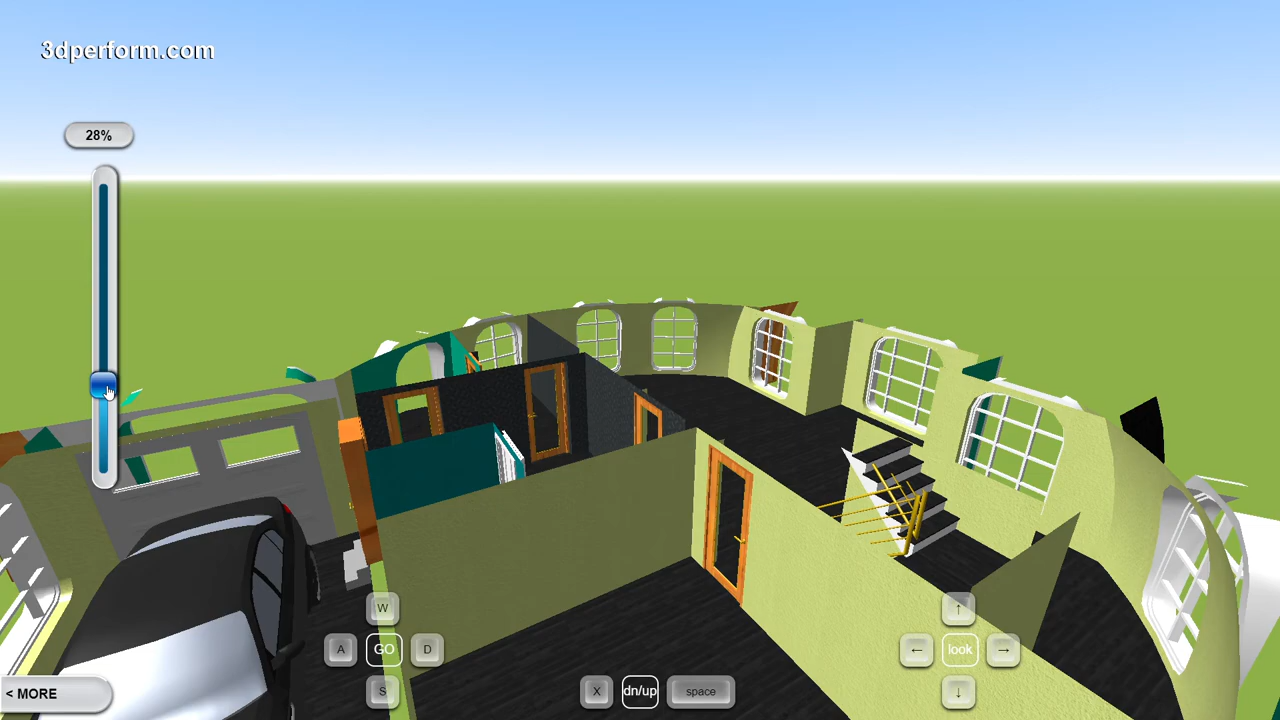 3dperform.com
28%
W
A GO D ← look →
↑
S
X dn/up space
↓
< MORE